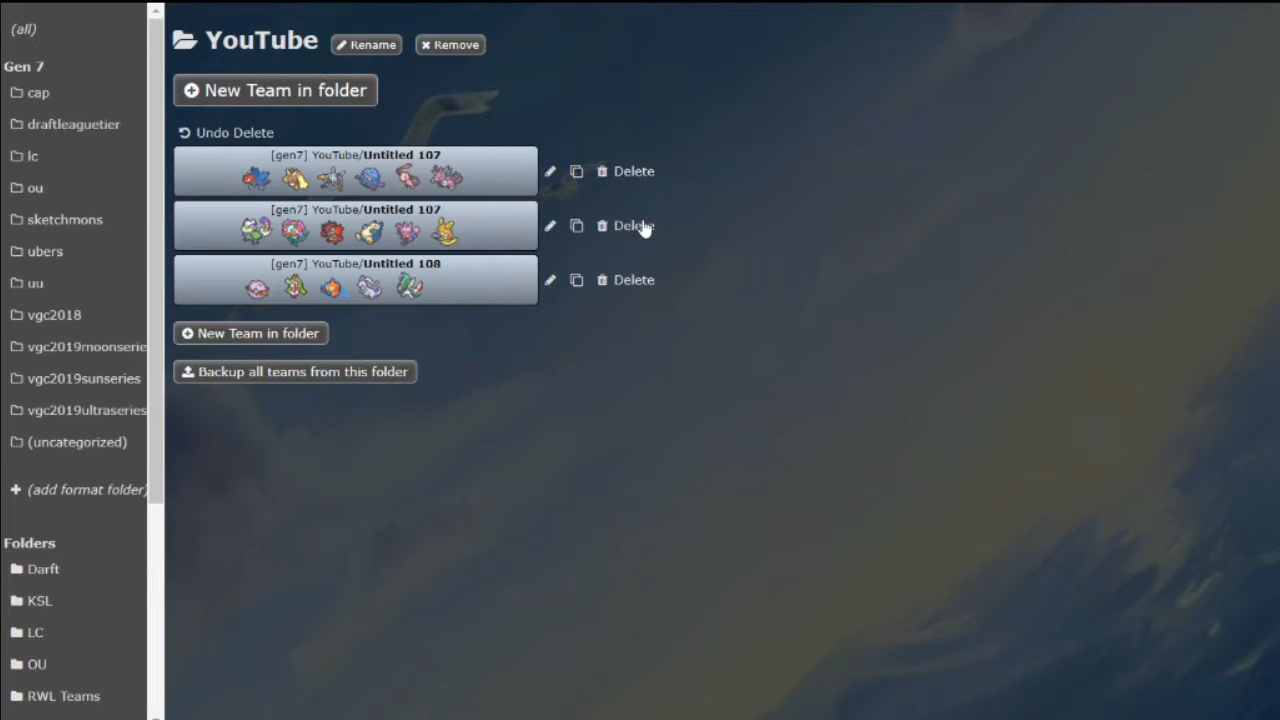 (all)
Gen 7
cap
draftleaguetier
lc
ou
sketchmons
ubers
uu
vgc2018
vgc2019moonserie
vgc2019sunseries
vgc2019ultraseries
(uncategorized)
(add format folder)
Folders
Darft
KSL
LC
OU
RWL Teams
YouTube Rename Remove
New Team in folder
Undo Delete
[gen7] YouTube/Untitled 107
Delete
[gen7] YouTube/Untitled 107
Delete
[gen7] YouTube/Untitled 108
Delete
New Team in folder
Backup all teams from this folder